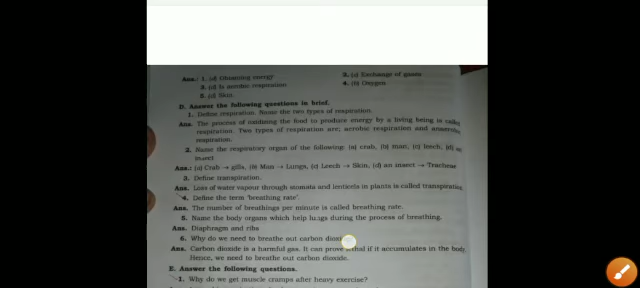 Ans.: 1. (d) Obtaining energy 3. (c) Exchange of gases
2. (d) Is aerobic respiration 4. (b) Oxygen
5. (d) Skin
D. Answer the following questions in brief.
1. Define respiration. Name the two types of respiration.
Ans. The process of oxidizing the food to produce energy by a living being is called
respiration. Two types of respiration are; aerobic respiration and anaerobic
respiration.
2. Name the respiratory organ of the following: (a) crab, (b) man, (c) leech, (d) an
insect
Ans.: (a) Crab → gills, (b) Man → Lungs, (c) Leech → Skin, (d) an insect → Tracheae
3. Define transpiration.
Ans. Loss of water vapour through stomata and lenticels in plants is called transpiration
4. Define the term 'breathing rate'.
Ans. The number of breathings per minute is called breathing rate.
5. Name the body organs which help lungs during the process of breathing.
Ans. Diaphragm and ribs
6. Why do we need to breathe out carbon
Ans. Carbon dioxide is a harmful gas. It can prove if it accumulates in the body.
Hence, we need to breathe out carbon dioxide.
E. Answer the following questions.
1. Why do we get muscle cramps after heavy exercise?